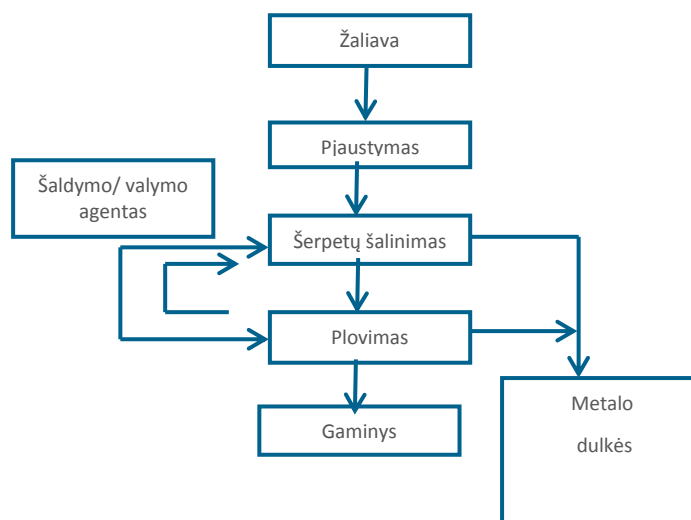 Žaliava
Pjaustymas
Šaldymo/ valymo
agentas
Šerpetų šalinimas
Plovimas
Gaminys
Metalo
dulkės